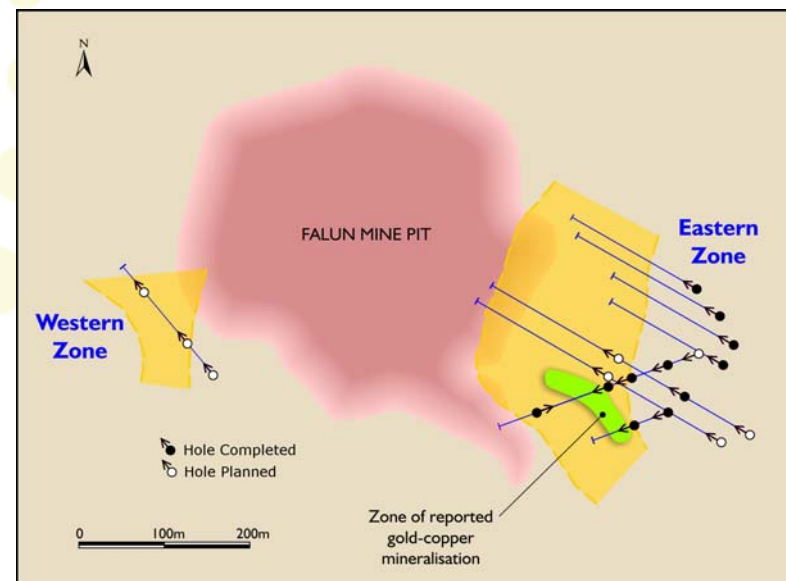 N
FALUN MINE PIT
Eastern
Zone
Western
Zone
Hole Completed
Hole Planned
0 100m 200m
Zone of reported
gold-copper
mineralisation